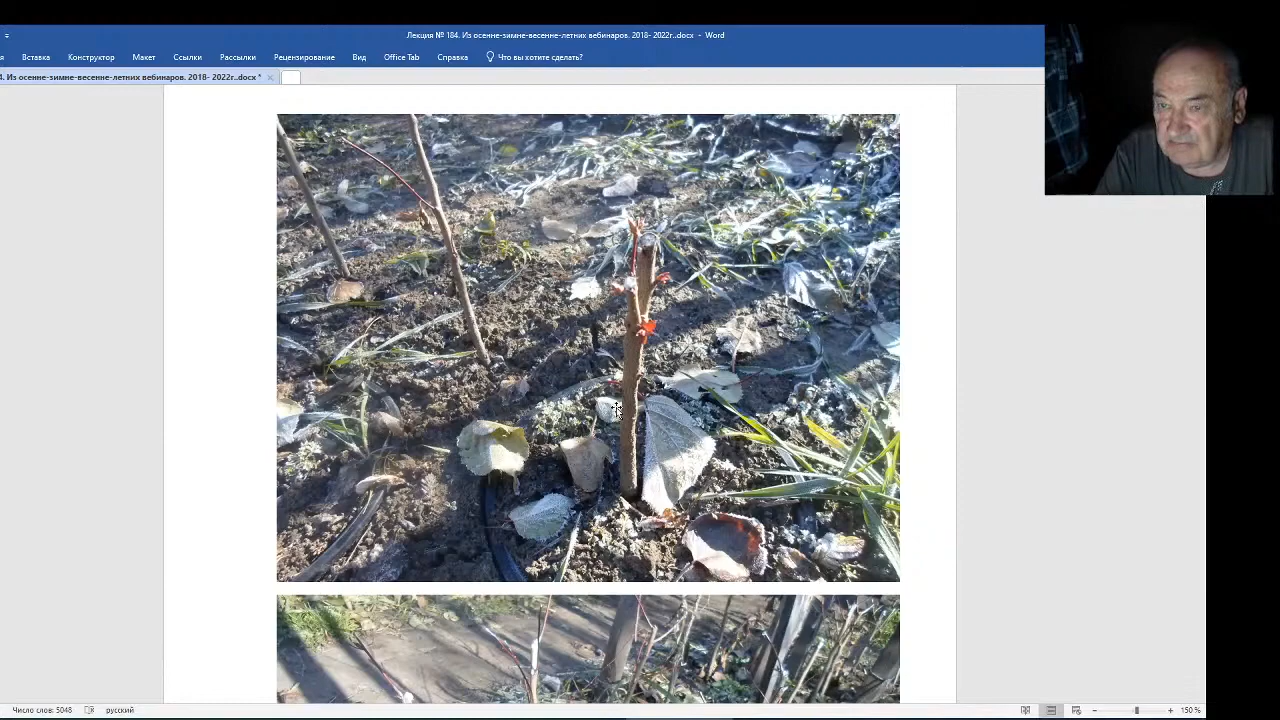 Лекция № 184. Из осенне-зимне-весенне-летних вебинаров. 2018- 2022г..docx - Word
я Вставка Конструктор Макет Ссылки Рассылки Рецензирование Вид Office Tab Справка Что вы хотите сделать?
4. Из осенне-зимне-весенне-летних вебинаров. 2018- 2022г..docx *
Число слов: 5048 русский 150 %